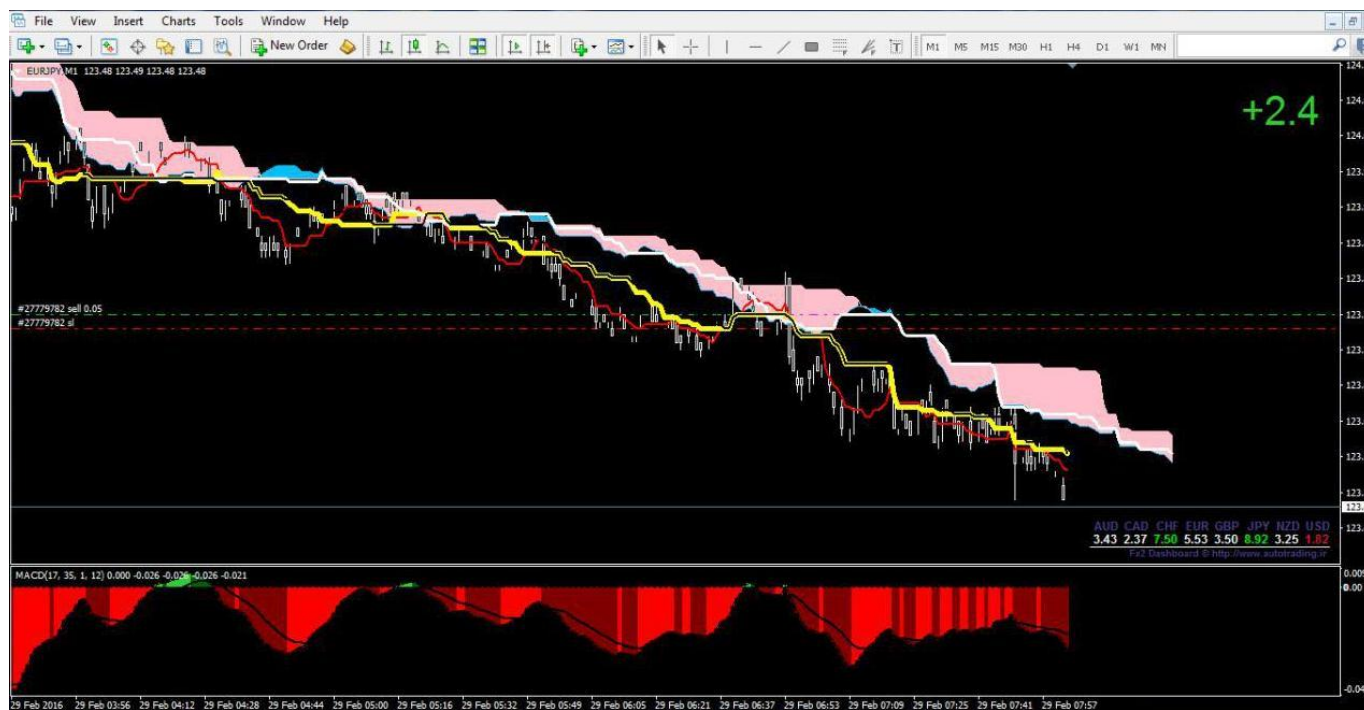 File View Insert Charts Tools Window Help
New Order M1 M5 M15 M30 H1 H4 D1 W1 MN
EURJPY,M1 123.48 123.49 123.48 123.48
+2.4
#27779782 sell 0.05
#27779782 sl
AUD CAD CHF EUR GBP JPY NZD USD
3.43 2.37 7.50 5.53 3.50 8.92 3.25 1.82
Fx2 Dashboard © http://www.autotrading.ir
MACD(17, 35, 1, 12) 0.000 -0.026 -0.026 -0.026 -0.021
29 Feb 2016 29 Feb 03:56 29 Feb 04:12 29 Feb 04:28 29 Feb 04:44 29 Feb 05:00 29 Feb 05:16 29 Feb 05:32 29 Feb 05:49 29 Feb 06:05 29 Feb 06:21 29 Feb 06:37 29 Feb 06:53 29 Feb 07:09 29 Feb 07:25 29 Feb 07:41 29 Feb 07:57